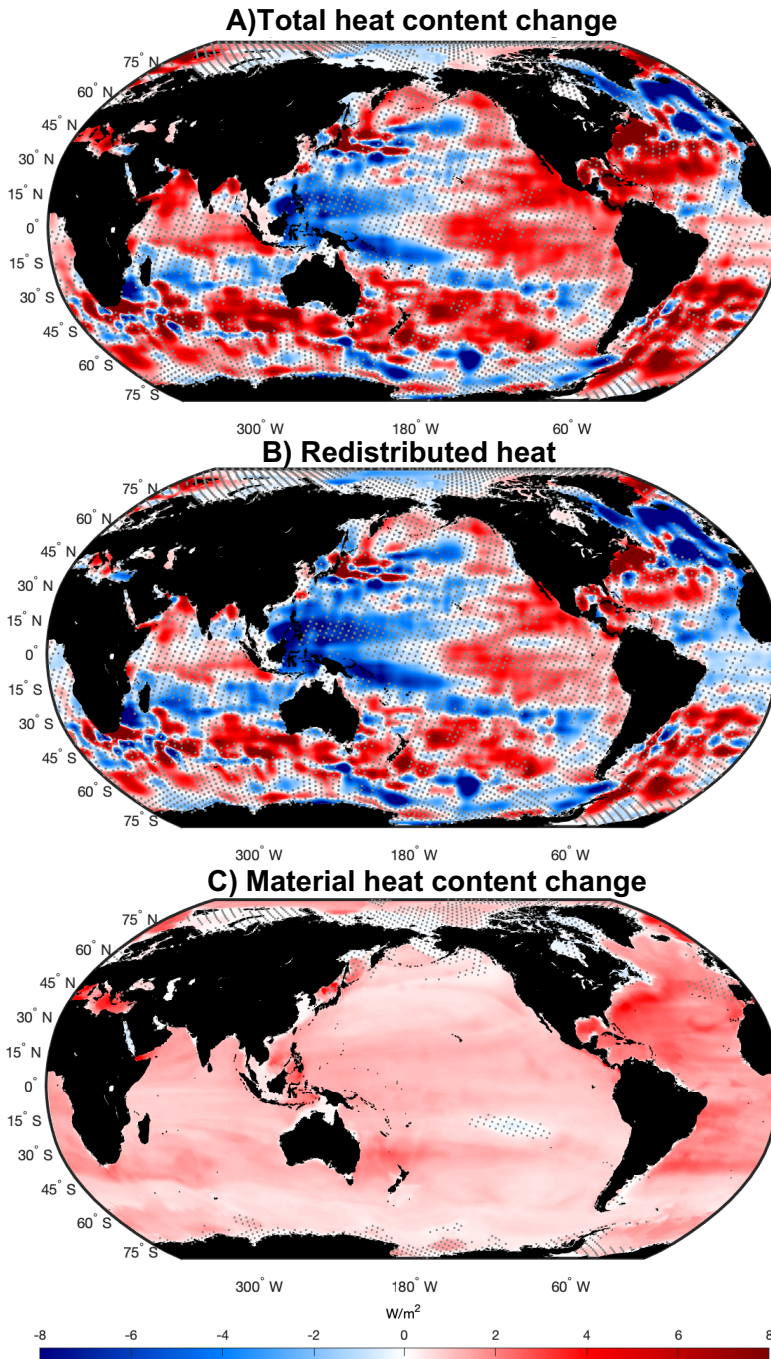 A)Total heat content change
75° N
60° N
45° N
30° N
15° N
0°
15° S
30° S
45° S
60° S
75° S
300° W 180° W 60° W
B) Redistributed heat
75° N
60° N
45° N
30° N
15° N
0°
15° S
30° S
45° S
60° S
75° S
300° W 180° W 60° W
C) Material heat content change
75° N
60° N
45° N
30° N
15° N
0°
15° S
30° S
45° S
60° S
75° S
300° W 180° W 60° W
W/m²
-8 -6 -4 -2 0 2 4 6 8